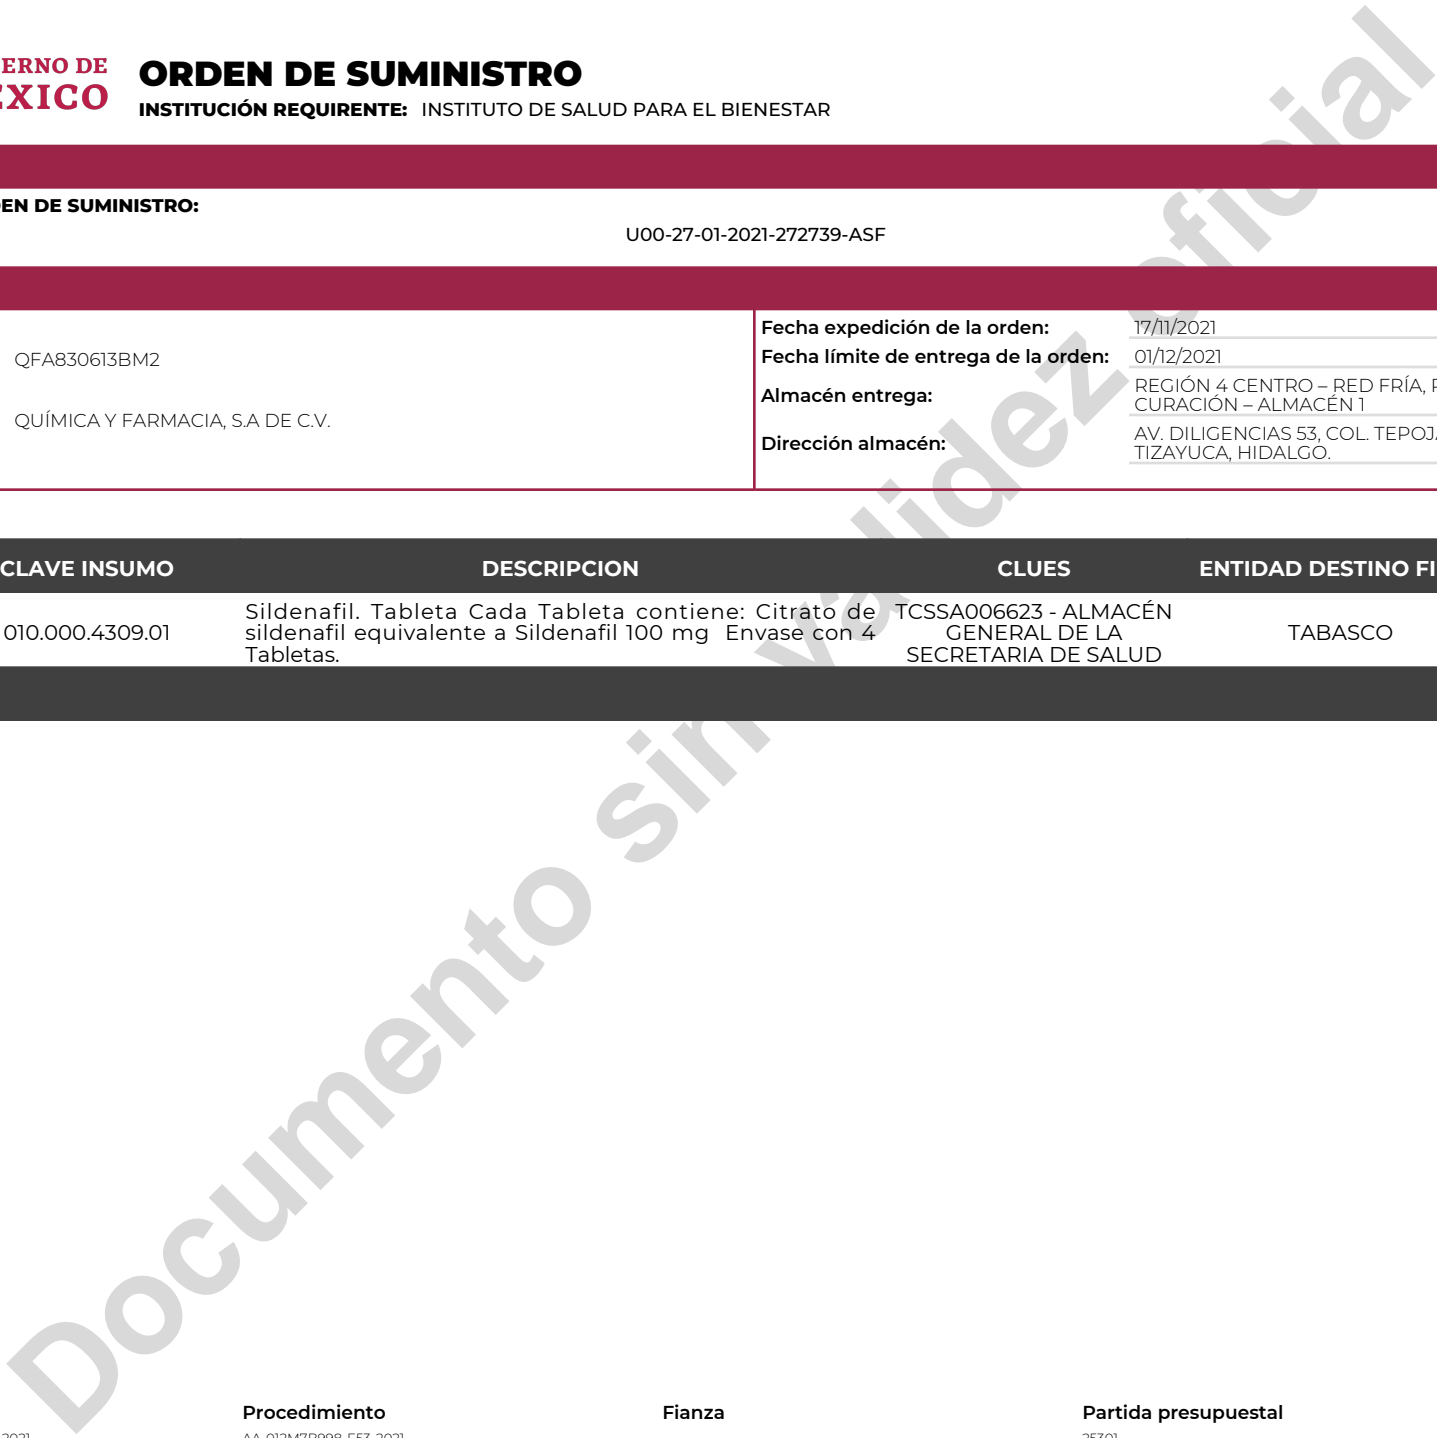 ERNO DE
EXICO
ORDEN DE SUMINISTRO
INSTITUCIÓN REQUIRENTE: INSTITUTO DE SALUD PARA EL BIENESTAR
EN DE SUMINISTRO:
U00-27-01-2021-272739-ASF
QFA830613BM2
QUÍMICA Y FARMACIA, S.A DE C.V.
Fecha expedición de la orden: 17/11/2021
Fecha límite de entrega de la orden: 01/12/2021
Almacén entrega: REGIÓN 4 CENTRO – RED FRÍA,
CURACIÓN – ALMACÉN 1
Dirección almacén: AV. DILIGENCIAS 53, COL. TEPOJ
TIZAYUCA, HIDALGO.
CLAVE INSUMO DESCRIPCION CLUES ENTIDAD DESTINO FI
010.000.4309.01
Sildenafil. Tableta Cada Tableta contiene: Citrato de
sildenafil equivalente a Sildenafil 100 mg Envase con 4
Tabletas.
TCSSA006623 - ALMACÉN
GENERAL DE LA
SECRETARIA DE SALUD
TABASCO
Documento sin validez oficial
Procedimiento Fianza Partida presupuestal